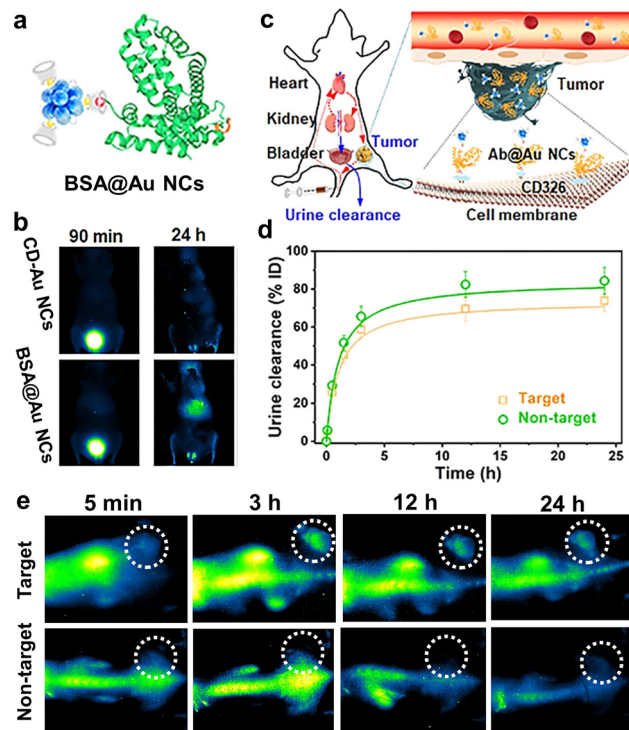 a
BSA@Au NCs
b
90 min
24 h
CD-Au NCs
BSA@Au NCs
c
Heart
Kidney
Bladder
Tumor
Urine clearance
Tumor
Ab@Au NCs
CD326
Cell membrane
d
Urine clearance (% ID)
100
80
60
40
20
0
0
5
10
15
20
25
Time (h)
Target
Non-target
e
5 min
3 h
12 h
24 h
Target
Non-target